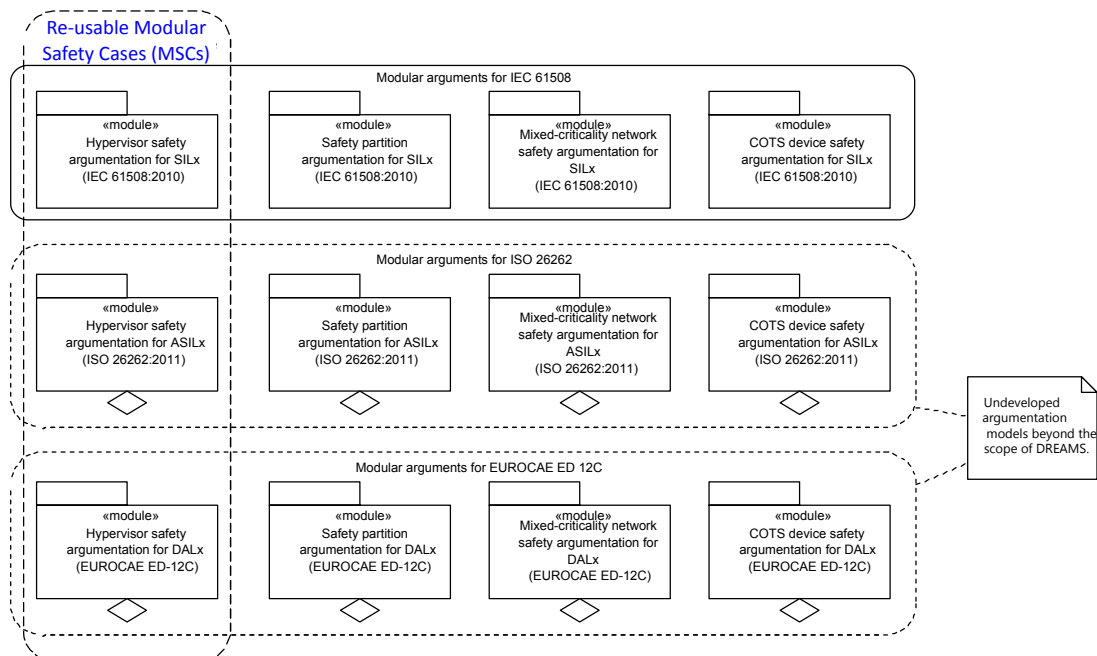 Re-usable Modular
Safety Cases (MSCs)
Modular arguments for IEC 61508
«module»
Hypervisor safety
argumentation for SILx
(IEC 61508:2010)
«module»
Safety partition
argumentation for SILx
(IEC 61508:2010)
«module»
Mixed-criticality network
safety argumentation for
SILx
(IEC 61508:2010)
«module»
COTS device safety
argumentation for SILx
(IEC 61508:2010)
Modular arguments for ISO 26262
«module»
Hypervisor safety
argumentation for ASILx
(ISO 26262:2011)
«module»
Safety partition
argumentation for ASILx
(ISO 26262:2011)
«module»
Mixed-criticality network
safety argumentation for
ASILx
(ISO 26262:2011)
«module»
COTS device safety
argumentation for ASILx
(ISO 26262:2011)
Undeveloped
argumentation
models beyond the
scope of DREAMS.
Modular arguments for EUROCAE ED 12C
«module»
Hypervisor safety
argumentation for DALx
(EUROCAE ED-12C)
«module»
Safety partition
argumentation for DALx
(EUROCAE ED-12C)
«module»
Mixed-criticality network
safety argumentation for
DALx
(EUROCAE ED-12C)
«module»
COTS device safety
argumentation for DALx
(EUROCAE ED-12C)